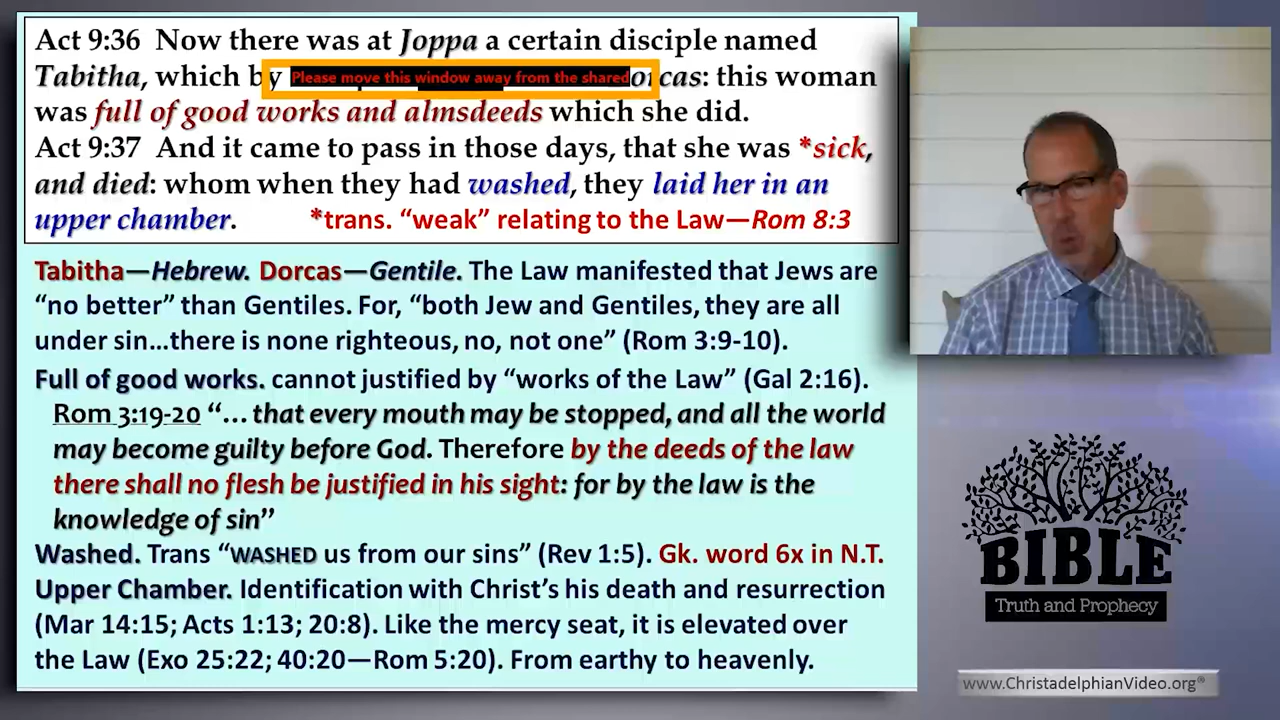 Act 9:36 Now there was at Joppa a certain disciple named
Tabitha, which by Please move this window away from the shared orcas: this woman
was full of good works and almsdeeds which she did.
Act 9:37 And it came to pass in those days, that she was *sick,
and died: whom when they had washed, they laid her in an
upper chamber. *trans. “weak” relating to the Law—Rom 8:3
Tabitha—Hebrew. Dorcas—Gentile. The Law manifested that Jews are
“no better” than Gentiles. For, “both Jew and Gentiles, they are all
under sin…there is none righteous, no, not one” (Rom 3:9-10).
Full of good works. cannot justified by “works of the Law” (Gal 2:16).
Rom 3:19-20 “… that every mouth may be stopped, and all the world
may become guilty before God. Therefore by the deeds of the law
there shall no flesh be justified in his sight: for by the law is the
knowledge of sin”
Washed. Trans “WASHED us from our sins” (Rev 1:5). Gk. word 6x in N.T.
Upper Chamber. Identification with Christ’s his death and resurrection
(Mar 14:15; Acts 1:13; 20:8). Like the mercy seat, it is elevated over
the Law (Exo 25:22; 40:20—Rom 5:20). From earthy to heavenly.
BIBLE
Truth and Prophecy
www.ChristadelphianVideo.org®